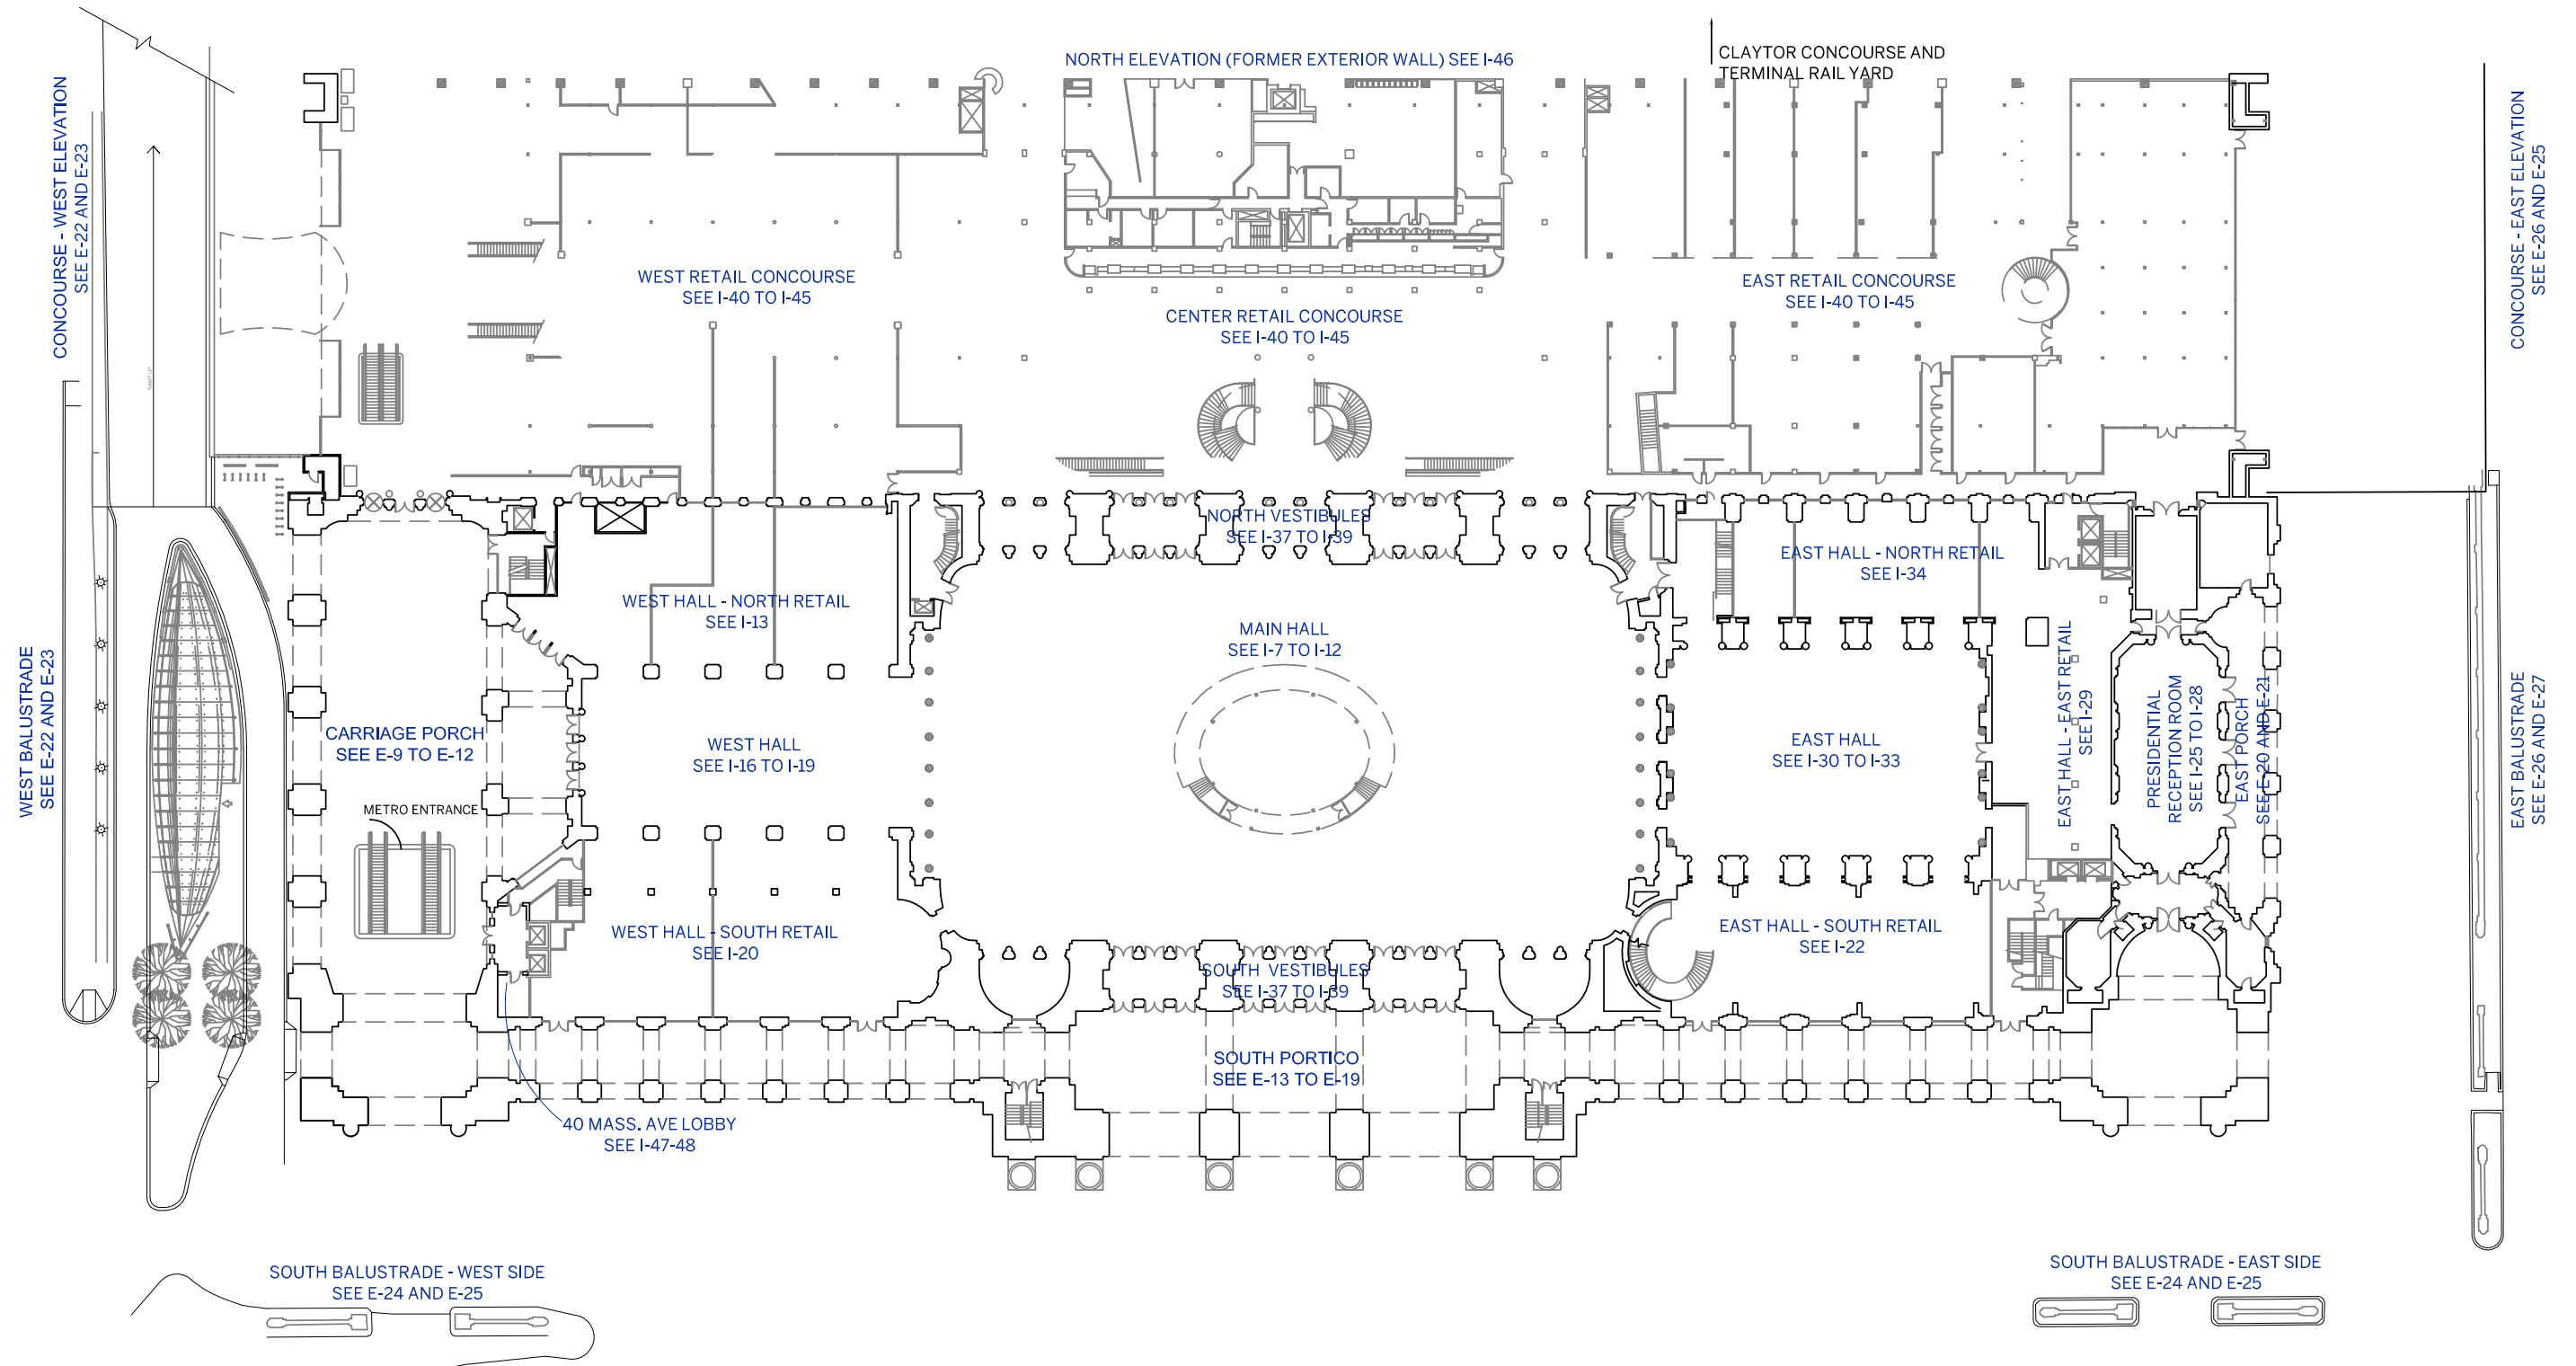 NORTH ELEVATION (FORMER EXTERIOR WALL) SEE I-46
CLAYTOR CONCOURSE AND
TERMINAL RAIL YARD
CONCOURSE - WEST ELEVATION
SEE E-22 AND E-23
CONCOURSE - EAST ELEVATION
SEE E-26 AND E-25
WEST RETAIL CONCOURSE
SEE I-40 TO I-45
CENTER RETAIL CONCOURSE
SEE I-40 TO I-45
EAST RETAIL CONCOURSE
SEE I-40 TO I-45
RAMP UP
NORTH VESTIBULES
SEE I-37 TO I-39
EAST HALL - NORTH RETAIL
SEE I-34
WEST HALL - NORTH RETAIL
SEE I-13
MAIN HALL
SEE I-7 TO I-12
WEST BALUSTRADE
SEE E-22 AND E-23
CARRIAGE PORCH
SEE E-9 TO E-12
METRO ENTRANCE
WEST HALL
SEE I-16 TO I-19
EAST HALL
SEE I-30 TO I-33
EAST HALL - EAST RETAIL
SEE I-29
PRESIDENTIAL
RECEPTION ROOM
SEE I-25 TO I-28
EAST PORCH
SEE E-20 AND E-21
EAST BALUSTRADE
SEE E-26 AND E-27
WEST HALL - SOUTH RETAIL
SEE I-20
EAST HALL - SOUTH RETAIL
SEE I-22
SOUTH VESTIBULES
SEE I-37 TO I-39
SOUTH PORTICO
SEE E-13 TO E-19
40 MASS. AVE LOBBY
SEE I-47-48
SOUTH BALUSTRADE - WEST SIDE
SEE E-24 AND E-25
SOUTH BALUSTRADE - EAST SIDE
SEE E-24 AND E-25